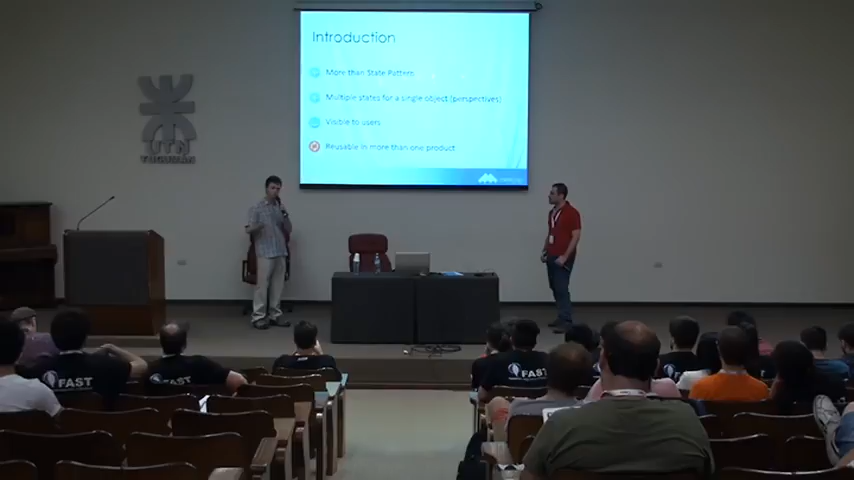 Introduction
More than State Pattern
Multiple states for a single object (perspectives)
Visible to users
Reusable in more than one product
UTN
TUCUMAN
FAST
FAST
FAST